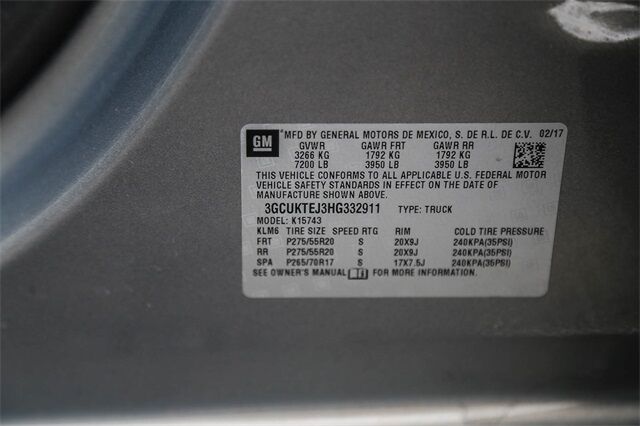 GM
MFD BY GENERAL MOTORS DE MEXICO, S. DE R.L. DE C.V. 02/17
GVWR GAWR FRT GAWR RR
3266 KG 1792 KG 1792 KG
7200 LB 3950 LB 3950 LB
THIS VEHICLE CONFORMS TO ALL APPLICABLE U.S. FEDERAL MOTOR
VEHICLE SAFETY STANDARDS IN EFFECT ON THE DATE OF
MANUFACTURE SHOWN ABOVE.
3GCUKTEJ3HG332911 TYPE: TRUCK
MODEL: K15743
KLM6 TIRE SIZE SPEED RTG RIM COLD TIRE PRESSURE
FRT P275/55R20 S 20X9J 240KPA(35PSI)
RR P275/55R20 S 20X9J 240KPA(35PSI)
SPA P265/70R17 S 17X7.5J 240KPA(35PSI)
SEE OWNER'S MANUAL FOR MORE INFORMATION.